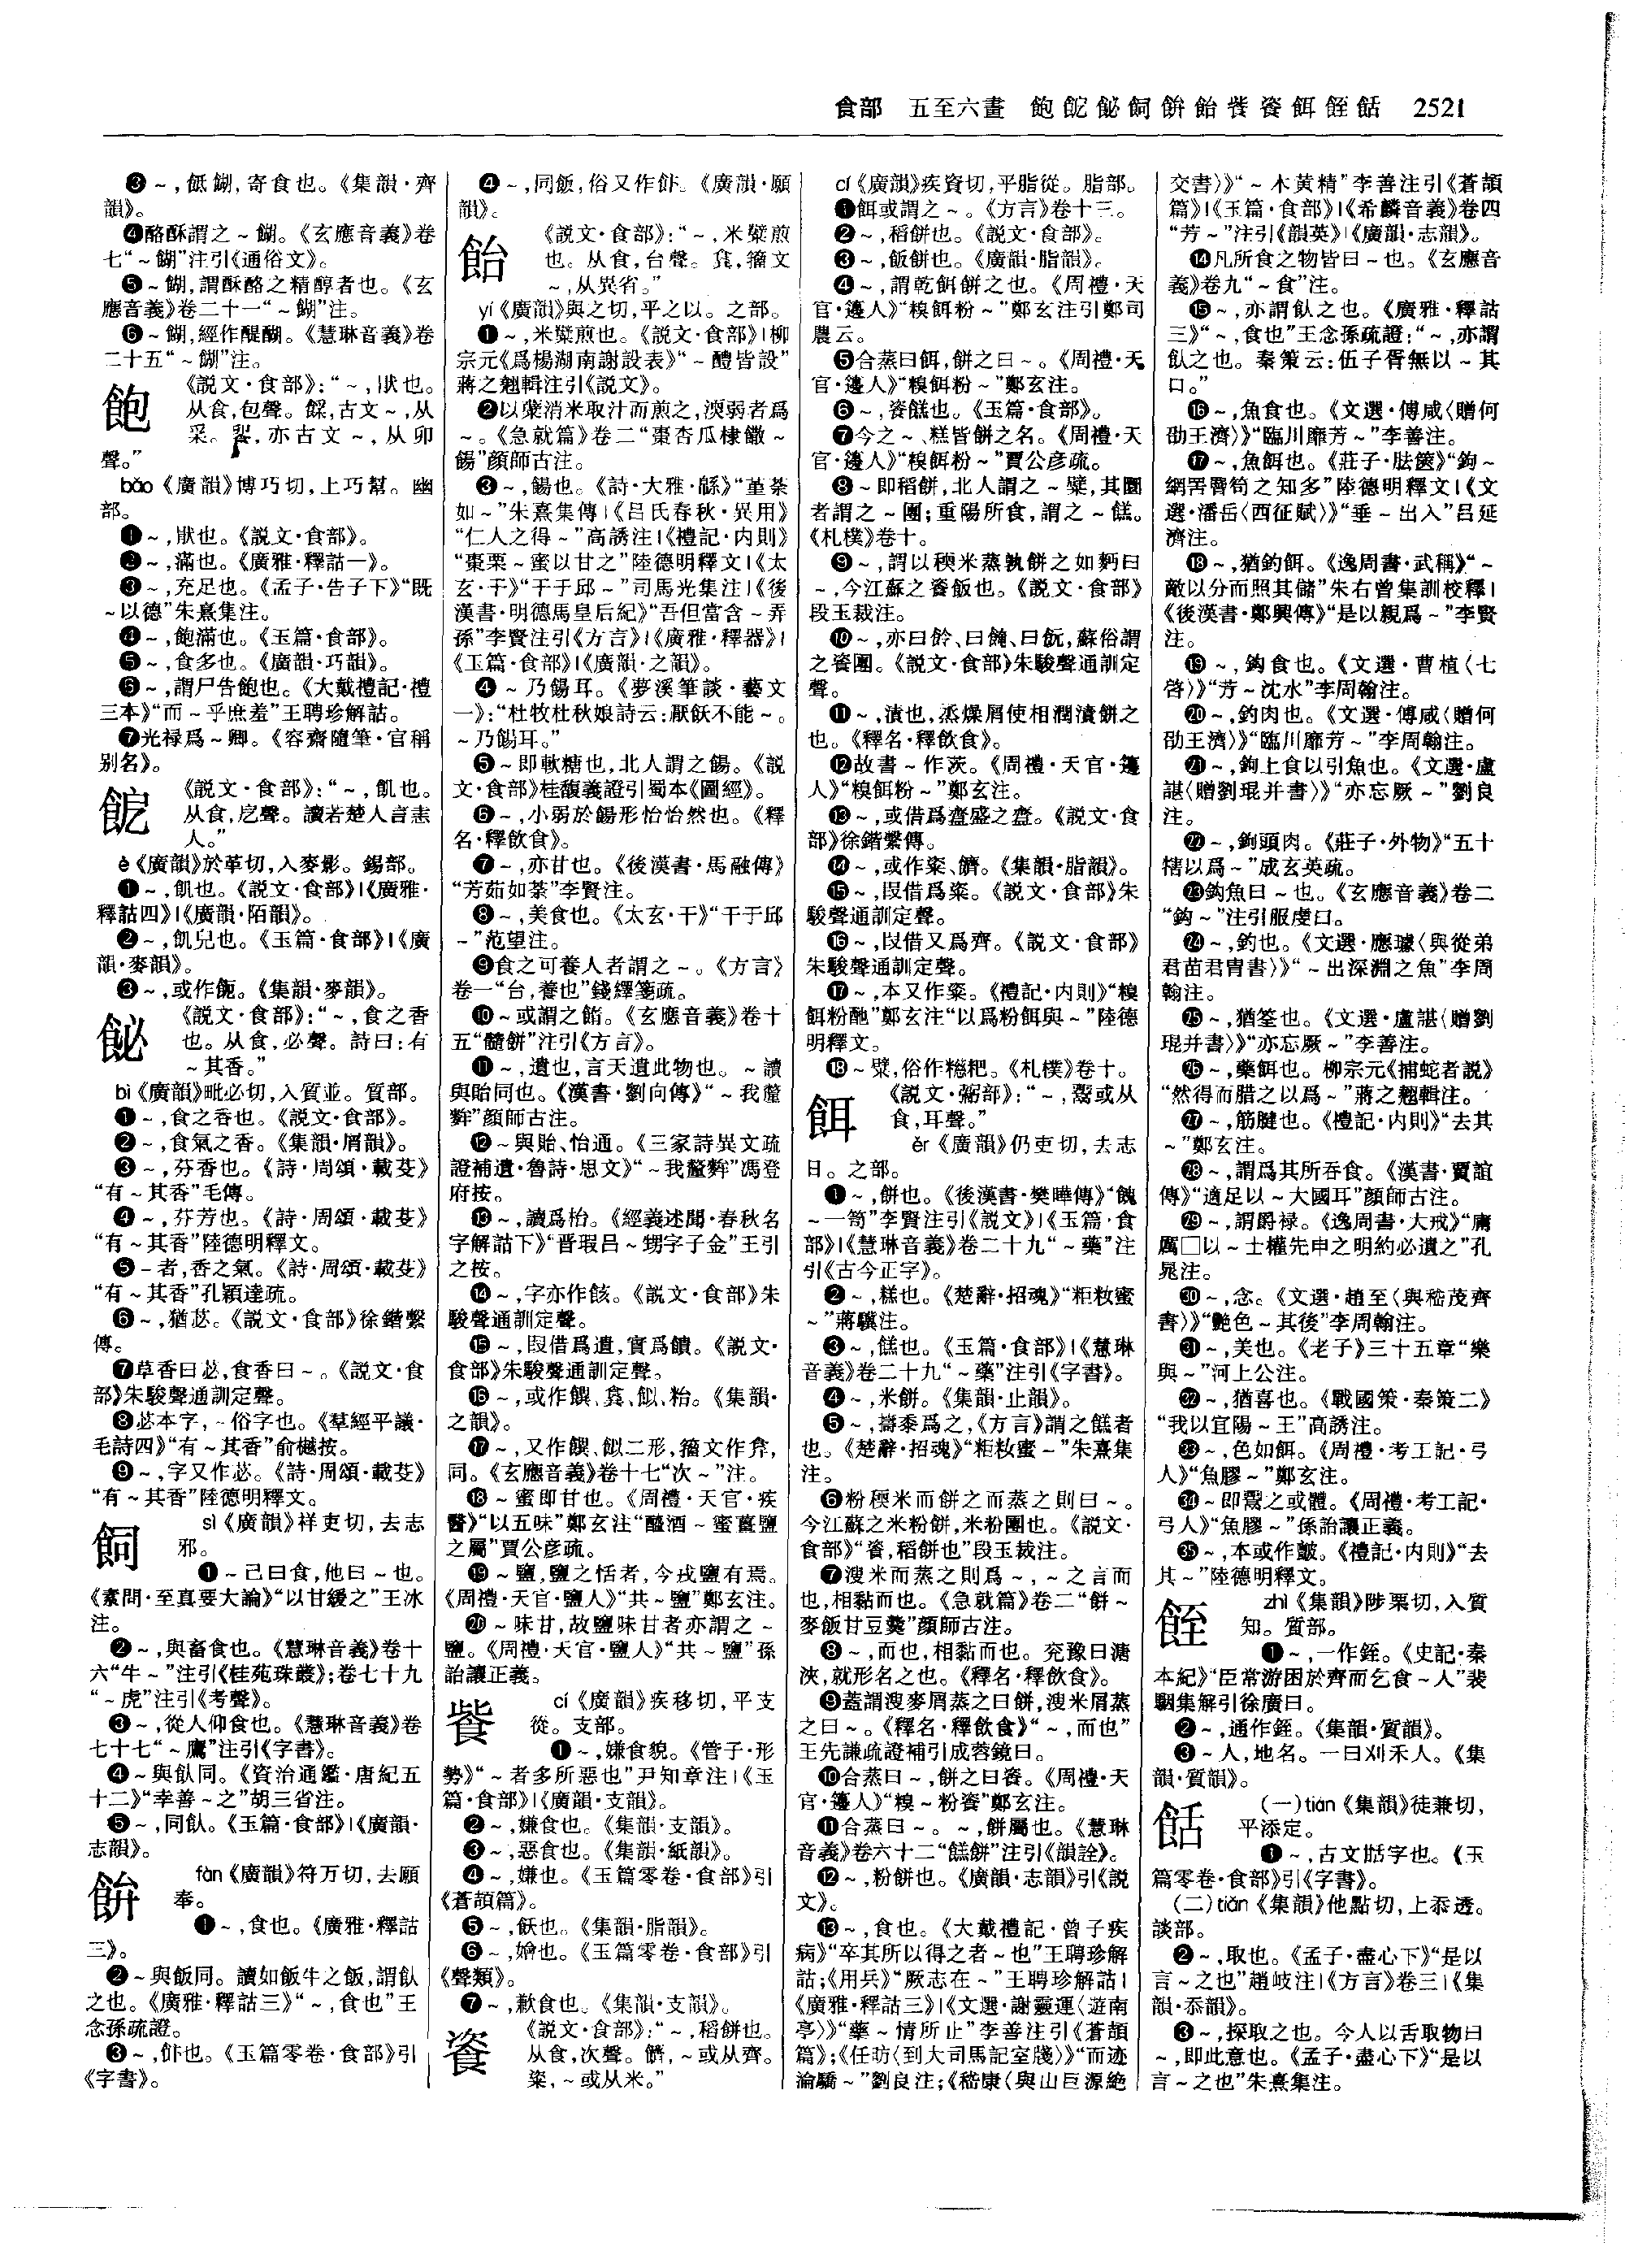 食部　五至六畫　飽飥飶飼餅飴飺餈餌𩛿餂　2521
❸～,餂餬,寄食也。《集韻·齊
韻》。
❹酪酥謂之～餬。《玄應音義》卷
七“～餬”注引《通俗文》。
❺～餬,謂酥酪之精醇者也。《玄
應音義》卷二十一“～餬”注。
❻～餬,經作醍醐。《慧琳音義》卷
二十五“～餬”注。
飽
《説文·食部》:“～,猒也。
从食,包聲。䬋,古文～,从
采。,亦古文～,从卯
聲。”
bǎo《廣韻》博巧切,上巧幫。幽
部。
❶～,猒也。《説文·食部》。
❷～,滿也。《廣雅·釋詁一》。
❸～,充足也。《孟子·告子下》“既
～以德”朱熹集注。
❹～,飽滿也。《玉篇·食部》。
❺～,食多也。《廣韻·巧韻》。
❻～,謂尸告飽也。《大戴禮記·禮
三本》“而～乎庶羞”王聘珍解詁。
❼光禄爲～卿。《容齋隨筆·官稱
别名》。
《説文·食部》:“～,飢也。
从食,戹聲。讀若楚人言恚
人。”
è《廣韻》於革切,入麥影。錫部。
❶～,飢也。《説文·食部》|《廣雅·
釋詁四》|《廣韻·陌韻》。
❷～,飢皃也。《玉篇·食部》|《廣
韻·麥韻》。
❸～,或作。《集韻·麥韻》。
飶
《説文·食部》:“～,食之香
也。从食,必聲。詩曰:有
～其香。”
bì《廣韻》毗必切,入質並。質部。
❶～,食之香也。《説文·食部》。
❷～,食氣之香。《集韻·屑韻》。
❸～,芬香也。《詩·周頌·載芟》
“有～其香”毛傳。
❹～,芬芳也。《詩·周頌·載芟》
“有～其香”陸德明釋文。
❺～者,香之氣。《詩·周頌·載芟》
“有～其香”孔穎達疏。
❻～,猶苾。《説文·食部》徐鍇繫
傳。
❼草香曰苾,食香曰～。《説文·食
部》朱駿聲通訓定聲。
❽苾本字,～俗字也。《羣經平議·
毛詩四》“有～其香”俞樾按。
❾～,字又作苾。《詩·周頌·載芟》
“有～其香”陸德明釋文。
飼
sì《廣韻》祥吏切,去志
邪。
❶～己曰食,他曰～也。
《素問·至真要大論》“以甘緩之”王冰
注。
❷～,與畜食也。《慧琳音義》卷十
六“牛～”注引《桂苑珠叢》;卷七十九
“～虎”注引《考聲》。
❸～,從人仰食也。《慧琳音義》卷
七十七“～鷹”注引《字書》。
❹～與飤同。《資治通鑑·唐紀五
十二》“幸善～之”胡三省注。
❺～,同飤。《玉篇·食部》|《廣韻·
志韻》。
fàn《廣韻》符万切,去願
奉。
❶～,食也。《廣雅·釋詁
三》。
❷～與飯同。讀如飯牛之飯,謂飤
之也。《廣雅·釋詁三》“～,食也”王
念孫疏證。
❸～,飰也。《玉篇零卷·食部》引
《字書》。
❹～,同飯,俗又作飰。《廣韻·願
韻》。
飴
《説文·食部》:“～,米糱煎
也。从食,台聲。,籀文
～,从異省。”
yí《廣韻》與之切,平之以。之部。
❶～,米糱煎也。《説文·食部》|柳
宗元《爲楊湖南謝設表》“～醴皆設”
蔣之翹輯注引《説文》。
❷以糱消米取汁而煎之,渜弱者爲
～。《急就篇》卷二“棗杏瓜棣饊～
餳”顔師古注。
❸～,餳也。《詩·大雅·緜》“堇荼
如～”朱熹集傳|《吕氏春秋·異用》
“仁人之得～”高誘注|《禮記·内則》
“棗栗～蜜以甘之”陸德明釋文|《太
玄·干》“干于邱～”司馬光集注|《後
漢書·明德馬皇后紀》“吾但當含～弄
孫”李賢注引《方言》|《廣雅·釋器》|
《玉篇·食部》|《廣韻·之韻》。
❹～乃餳耳。《夢溪筆談·藝文
一》:“杜牧杜秋娘詩云:厭飫不能～。
～乃餳耳。”
❺～即軟糖也,北人謂之餳。《説
文·食部》桂馥義證引蜀本《圖經》。
❻～,小弱於餳形怡怡然也。《釋
名·釋飲食》。
❼～,亦甘也。《後漢書·馬融傳》
“芳茹如荼”李賢注。
❽～,美食也。《太玄·干》“干于邱
～”范望注。
❾食之可養人者謂之～。《方言》
卷一“台,養也”錢繹箋疏。
❿～或謂之餚。《玄應音義》卷十
五“髓餅”注引《方言》。
⓫～,遺也,言天遺此物也。～讀
與貽同也。《漢書·劉向傳》“～我釐
麰”顔師古注。
⓬～與貽、怡通。《三家詩異文疏
證補遺·魯詩·思文》“～我釐麰”馮登
府按。
⓭～,讀爲枱。《經義述聞·春秋名
字解詁下》“晋瑕吕～甥字子金”王引
之按。
⓮～,字亦作餩。《説文·食部》朱
駿聲通訓定聲。
⓯～,叚借爲遺,實爲饋。《説文·
食部》朱駿聲通訓定聲。
⓰～,或作饌、、飤、粭。《集韻·
之韻》。
⓱～,又作饌、飤二形,籀文作,
同。《玄應音義》卷十七“次～”注。
⓲～蜜即甘也。《周禮·天官·疾
醫》“以五味”鄭玄注“醯酒～蜜薑鹽
之屬”賈公彦疏。
⓳～鹽,鹽之恬者,今戎鹽有焉。
《周禮·天官·鹽人》“共～鹽”鄭玄注。
⓴～味甘,故鹽味甘者亦謂之～
鹽。《周禮·天官·鹽人》“共～鹽”孫
詒讓正義。
飺
cí《廣韻》疾移切,平支
從。支部。
❶～,嫌食貌。《管子·形
勢》“～者多所惡也”尹知章注|《玉
篇·食部》|《廣韻·支韻》。
❷～,嫌食也。《集韻·支韻》。
❸～,惡食也。《集韻·紙韻》。
❹～,嫌也。《玉篇零卷·食部》引
《蒼頡篇》。
❺～,飫也。《集韻·脂韻》。
❻～,嬒也。《玉篇零卷·食部》引
《聲類》。
❼～,歉食也。《集韻·支韻》。
餈
《説文·食部》:“～,稻餅也。
从食,次聲。䭣,～或从齊。
粢,～或从米。”
cí《廣韻》疾資切,平脂從。脂部。
❶餌或謂之～。《方言》卷十三。
❷～,稻餅也。《説文·食部》。
❸～,飯餅也。《廣韻·脂韻》。
❹～,謂乾餌餅之也。《周禮·天
官·籩人》“糗餌粉～”鄭玄注引鄭司
農云。
❺合蒸曰餌,餅之曰～。《周禮·天
官·籩人》“糗餌粉～”鄭玄注。
❻～,餈餻也。《玉篇·食部》。
❼今之～、糕皆餅之名。《周禮·天
官·籩人》“糗餌粉～”賈公彦疏。
❽～即稻餅,北人謂之～糪,其團
者謂之～團;重陽所食,謂之～餻。
《札樸》卷十。
❾～,謂以稬米蒸孰餅之如麪曰
～,今江蘇之餈飯也。《説文·食部》
段玉裁注。
❿～,亦曰飵、曰餣、曰飥,蘇俗謂
之餈團。《説文·食部》朱駿聲通訓定
聲。
⓫～,漬也,烝燥屑使相潤漬餅之
也。《釋名·釋飲食》。
⓬故書～作茨。《周禮·天官·籩
人》“糗餌粉～”鄭玄注。
⓭～,或借爲齍盛之齍。《説文·食
部》徐鍇繫傳。
⓮～,或作粢、䭣。《集韻·脂韻》。
⓯～,叚借爲粢。《説文·食部》朱
駿聲通訓定聲。
⓰～,叚借又爲齊。《説文·食部》
朱駿聲通訓定聲。
⓱～,本又作粢。《禮記·内則》“糗
餌粉酏”鄭玄注“以爲粉餌與～”陸德
明釋文。
⓲～糪,俗作糍粑。《札樸》卷十。
餌
《説文·䰜部》:“～,鬻或从
食,耳聲。”
èr《廣韻》仍吏切,去志
日。之部。
❶～,餅也。《後漢書·樊曄傳》“餽
～一笥”李賢注引《説文》|《玉篇·食
部》|《慧琳音義》卷二十九“～藥”注
引《古今正字》。
❷～,糕也。《楚辭·招魂》“粔籹蜜
～”蔣驥注。
❸～,餻也。《玉篇·食部》|《慧琳
音義》卷二十九“～藥”注引《字書》。
❹～,米餅。《集韻·止韻》。
❺～,擣黍爲之,《方言》謂之餻者
也。《楚辭·招魂》“粔籹蜜～”朱熹集
注。
❻粉稬米而餅之而蒸之則曰～。
今江蘇之米粉餅,米粉團也。《説文·
食部》“餈,稻餅也”段玉裁注。
❼溲米而蒸之則爲～,～之言而
也,相黏而也。《急就篇》卷二“餅～
麥飯甘豆羹”顔師古注。
❽～,而也,相黏而也。兖豫曰溏
浹,就形名之也。《釋名·釋飲食》。
❾蓋謂溲麥屑蒸之曰餅,溲米屑蒸
之曰～。《釋名·釋飲食》“～,而也”
王先謙疏證補引成蓉鏡曰。
❿合蒸曰～,餅之曰餈。《周禮·天
官·籩人》“糗～粉餈”鄭玄注。
⓫合蒸曰～。～,餅屬也。《慧琳
音義》卷六十二“餻餅”注引《韻詮》。
⓬～,粉餅也。《廣韻·志韻》引《説
文》。
⓭～,食也。《大戴禮記·曾子疾
病》“卒其所以得之者～也”王聘珍解
詁;《用兵》“厥志在～”王聘珍解詁|
《廣雅·釋詁三》|《文選·謝靈運〈遊南
亭〉》“藥～情所止”李善注引《蒼頡
篇》;《任昉〈到大司馬記室牋〉》“而迹
淪驕～”劉良注;《嵇康〈與山巨源絶
交書〉》“～木黄精”李善注引《蒼頡
篇》|《玉篇·食部》|《希麟音義》卷四
“芳～”注引《韻英》|《廣韻·志韻》。
⓮凡所食之物皆曰～也。《玄應音
義》卷九“～食”注。
⓯～,亦謂飤之也。《廣雅·釋詁
三》“～,食也”王念孫疏證:“～,亦謂
飤之也。秦策云:伍子胥無以～其
口。”
⓰～,魚食也。《文選·傅咸〈贈何
劭王濟〉》“臨川靡芳～”李善注。
⓱～,魚餌也。《莊子·胠篋》“鉤～
網罟罾笱之知多”陸德明釋文|《文
選·潘岳〈西征賦〉》“垂～出入”吕延
濟注。
⓲～,猶釣餌。《逸周書·武稱》“～
敵以分而照其儲”朱右曾集訓校釋|
《後漢書·鄭興傳》“是以親爲～”李賢
注。
⓳～,鉤食也。《文選·曹植〈七
啓〉》“芳～沈水”李周翰注。
⓴～,釣肉也。《文選·傅咸〈贈何
劭王濟〉》“臨川靡芳～”李周翰注。
㉑～,鉤上食以引魚也。《文選·盧
諶〈贈劉琨并書〉》“亦忘厥～”劉良
注。
㉒～,鉤頭肉。《莊子·外物》“五十
犗以爲～”成玄英疏。
㉓鉤魚曰～也。《玄應音義》卷二
“鉤～”注引服虔曰。
㉔～,釣也。《文選·應璩〈與從弟
君苗君胄書〉》“～出深淵之魚”李周
翰注。
㉕～,猶筌也。《文選·盧諶〈贈劉
琨并書〉》“亦忘厥～”李善注。
㉖～,藥餌也。柳宗元《捕蛇者説》
“然得而腊之以爲～”蔣之翹輯注。
㉗～,筋腱也。《禮記·内則》“去其
～”鄭玄注。
㉘～,謂爲其所吞食。《漢書·賈誼
傳》“適足以～大國耳”顔師古注。
㉙～,謂爵禄。《逸周書·大戒》“庸
厲□以～士權先申之明約必遺之”孔
晁注。
㉚～,念。《文選·趙至〈與嵇茂齊
書〉》“艷色～其後”李周翰注。
㉛～,美也。《老子》三十五章“樂
與～”河上公注。
㉜～,猶喜也。《戰國策·秦策二》
“我以宜陽～王”高誘注。
㉝～,色如餌。《周禮·考工記·弓
人》“魚膠～”鄭玄注。
㉞～即鬻之或體。《周禮·考工記·
弓人》“魚膠～”孫詒讓正義。
㉟～,本或作皶。《禮記·内則》“去
其～”陸德明釋文。
zhì《集韻》陟栗切,入質
知。質部。
❶～,一作銍。《史記·秦
本紀》“臣常游困於齊而乞食～人”裴
駰集解引徐廣曰。
❷～,通作銍。《集韻·質韻》。
❸～人,地名。一曰刈禾人。《集
韻·質韻》。
餂
(一)tián《集韻》徒兼切,
平添定。
❶～,古文甛字也。《玉
篇零卷·食部》引《字書》。
(二)tiǎn《集韻》他點切,上忝透。
談部。
❷～,取也。《孟子·盡心下》“是以
言～之也”趙岐注|《方言》卷三|《集
韻·忝韻》。
❸～,探取之也。今人以舌取物曰
～,即此意也。《孟子·盡心下》“是以
言～之也”朱熹集注。